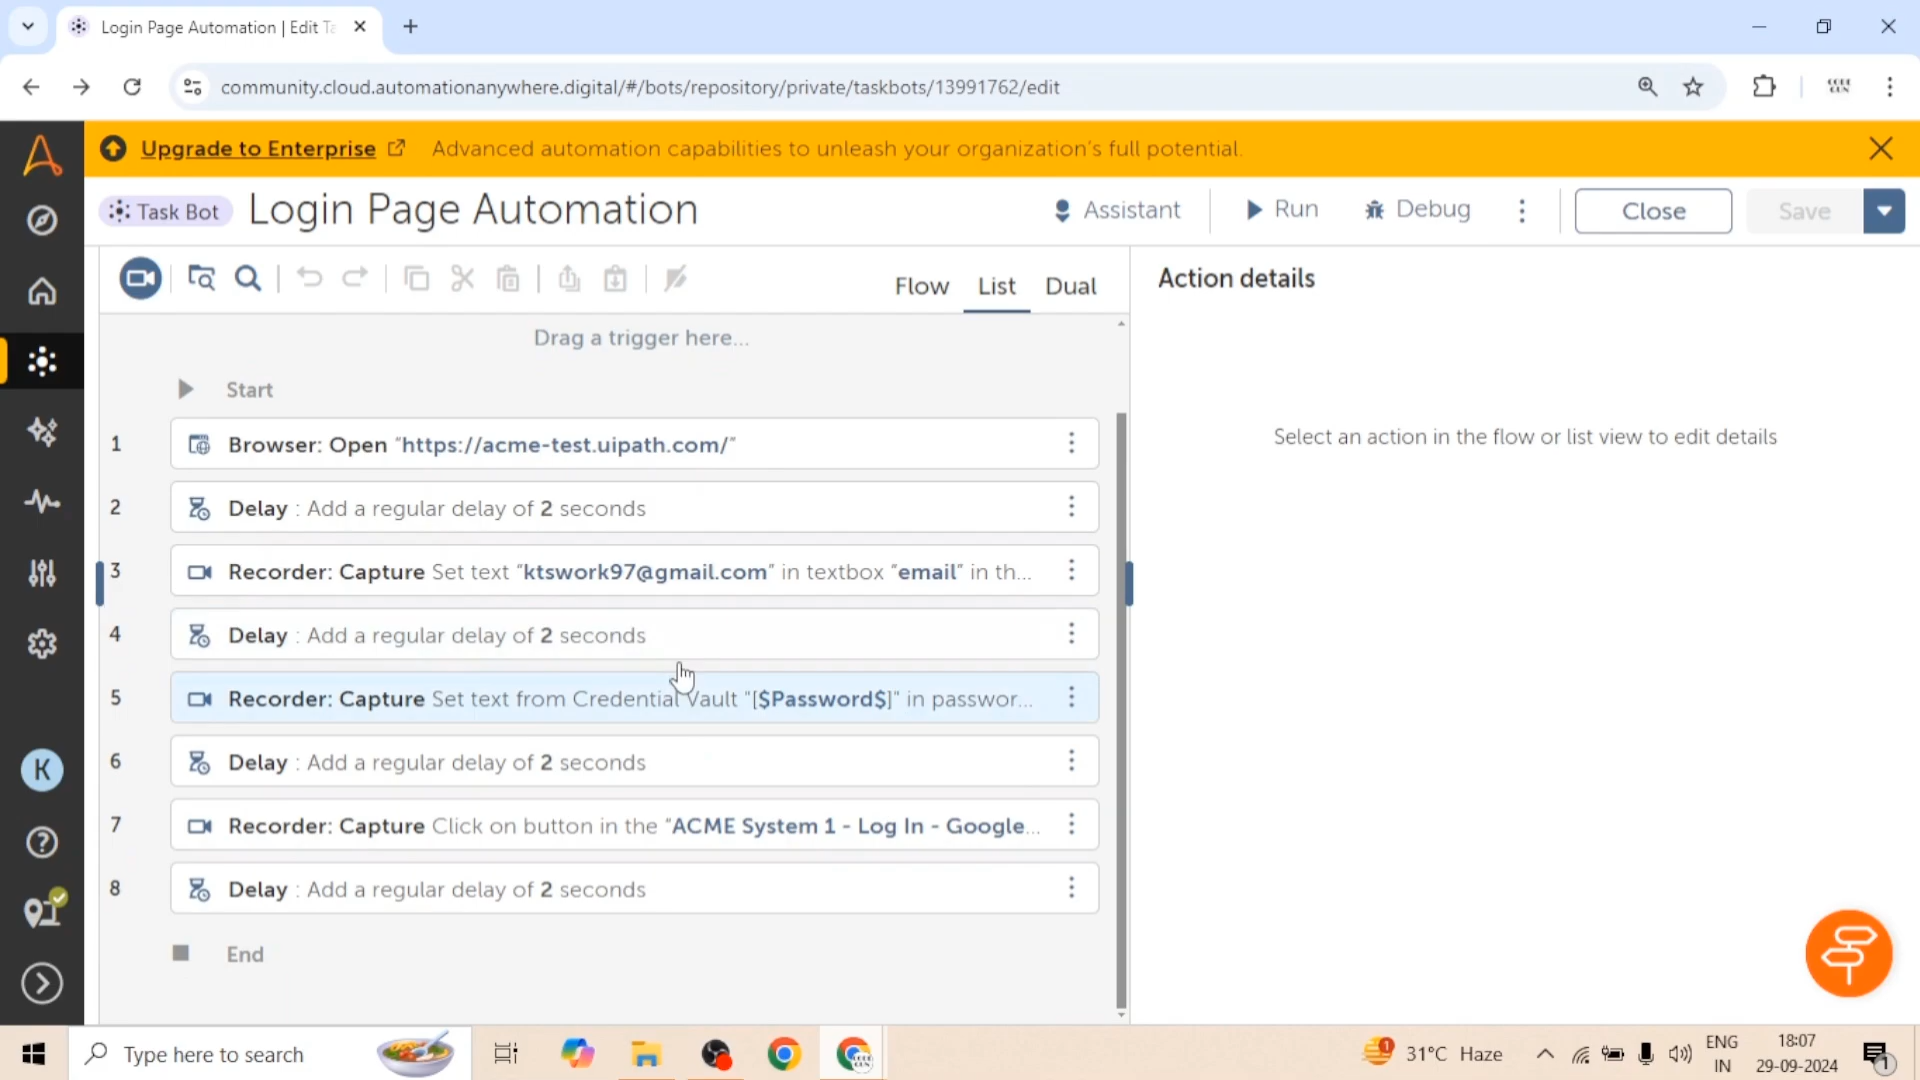 Login Page Automation | Edit Ta
community.cloud.automationanywhere.digital/#/bots/repository/private/taskbots/13991762/edit
Upgrade to Enterprise Advanced automation capabilities to unleash your organization's full potential.
Task Bot Login Page Automation Assistant Run Debug Close Save
Flow List Dual Action details
Drag a trigger here...
Start
Select an action in the flow or list view to edit details
1 Browser: Open "https://acme-test.uipath.com/"
2 Delay : Add a regular delay of 2 seconds
3 Recorder: Capture Set text "ktswork97@gmail.com" in textbox "email" in th...
4 Delay : Add a regular delay of 2 seconds
5 Recorder: Capture Set text from Credential Vault "[$Password$]" in passwor...
6 Delay : Add a regular delay of 2 seconds
7 Recorder: Capture Click on button in the "ACME System 1 - Log In - Google...
8 Delay : Add a regular delay of 2 seconds
End
K
Type here to search
1 31°C Haze
ENG
IN
18:07
29-09-2024
1